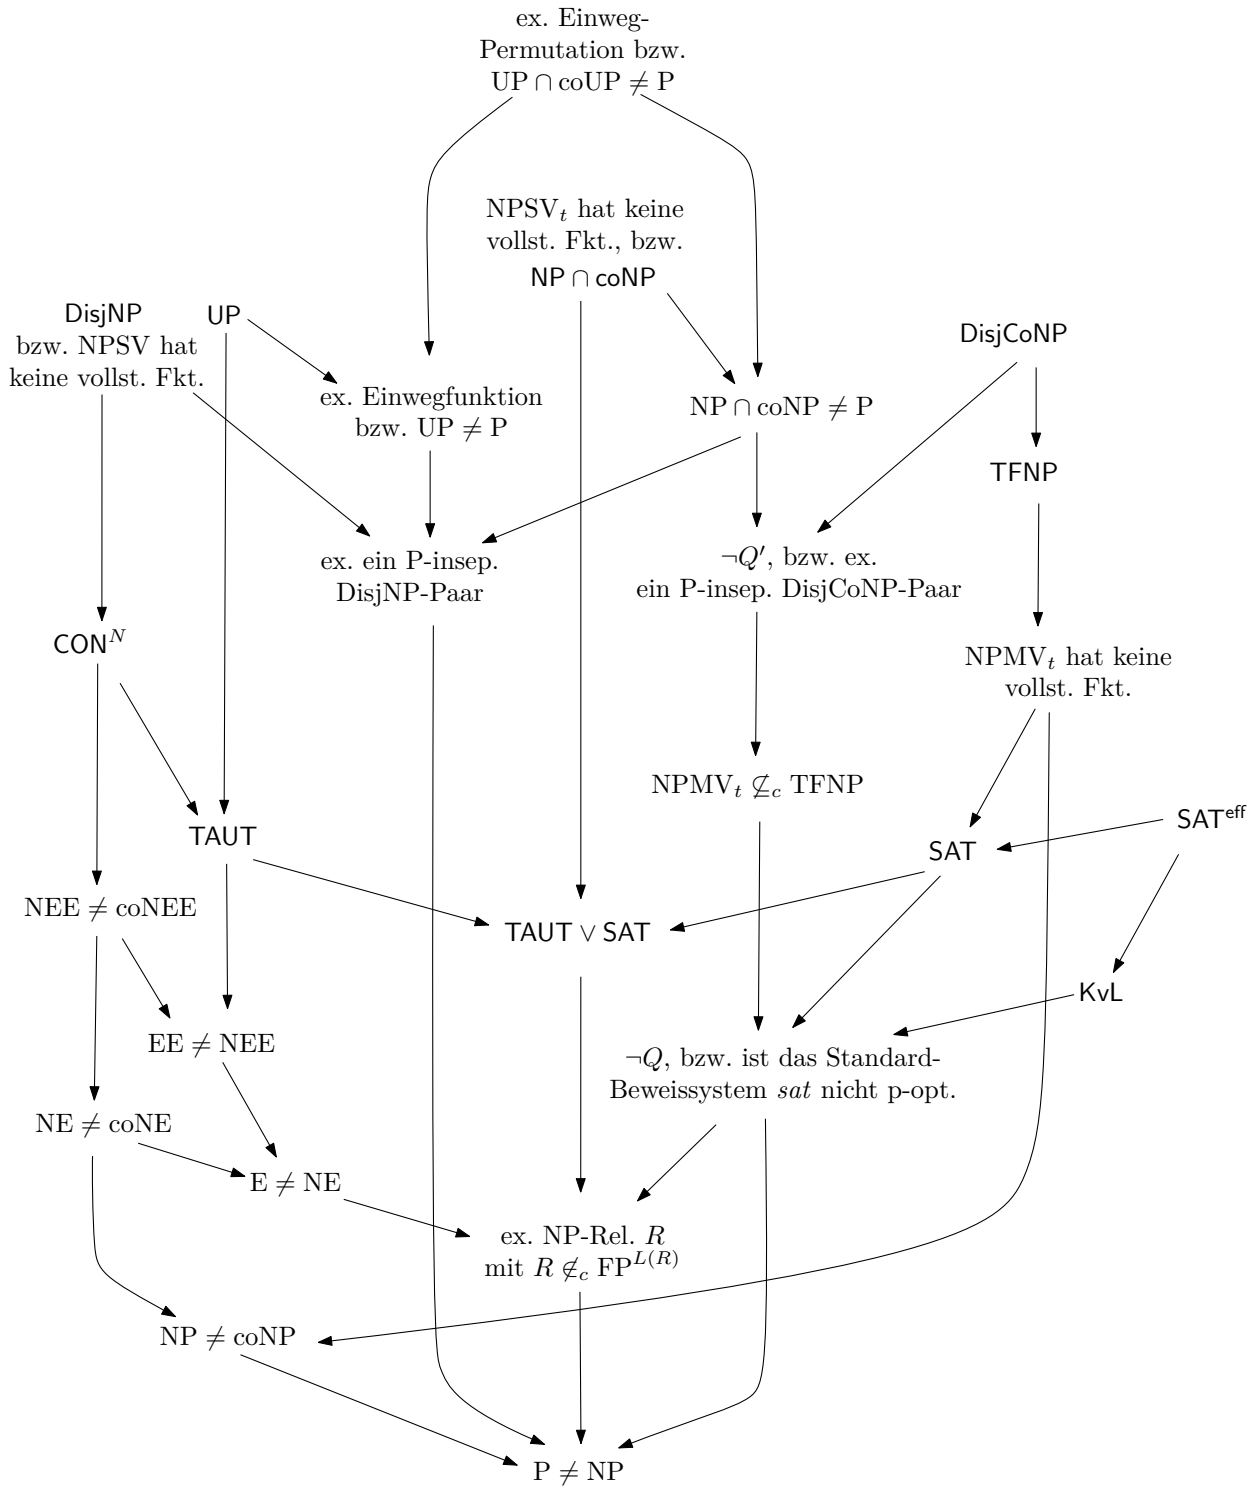 ex. Einweg-
Permutation bzw.
UP ∩ coUP ≠ P
NPSVₜ hat keine
vollst. Fkt., bzw.
NP ∩ coNP
DisjNP
bzw. NPSV hat
keine vollst. Fkt.
UP
DisjCoNP
ex. Einwegfunktion
bzw. UP ≠ P
NP ∩ coNP ≠ P
TFNP
ex. ein P-insep.
DisjNP-Paar
¬Q′, bzw. ex.
ein P-insep. DisjCoNP-Paar
CONᴺ
NPMVₜ hat keine
vollst. Fkt.
NPMVₜ ⊈_c TFNP
TAUT
SAT
SAT^eff
NEE ≠ coNEE
TAUT ∨ SAT
KvL
EE ≠ NEE
¬Q, bzw. ist das Standard-
Beweissystem sat nicht p-opt.
NE ≠ coNE
E ≠ NE
ex. NP-Rel. R
mit R ∉_c FP^L(R)
NP ≠ coNP
P ≠ NP